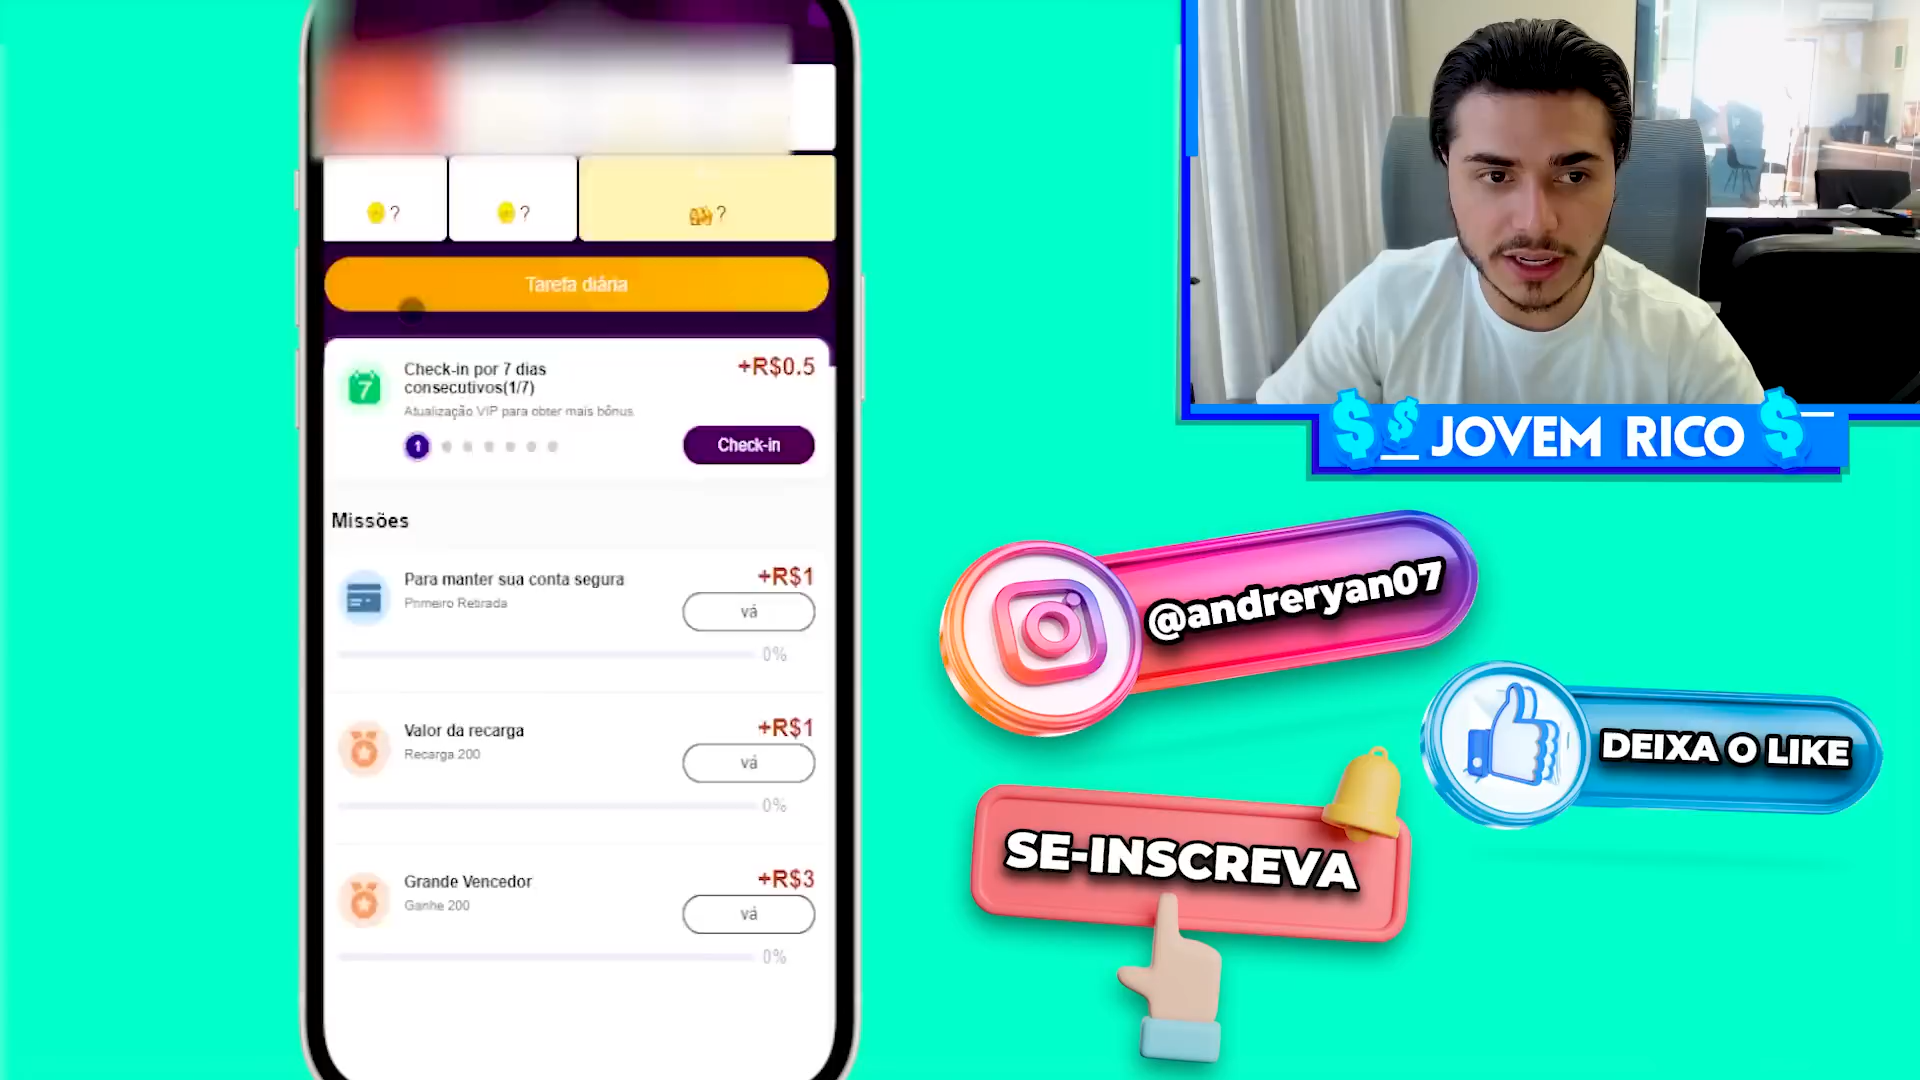 ?
?
?
Tarefa diária
Check-in por 7 dias
consecutivos(1/7)
+R$0.5
Atualização VIP para obter mais bônus
7
1
Check-in
Missões
Para manter sua conta segura
+R$1
Primeiro Retirada
vá
0%
Valor da recarga
+R$1
Recarga 200
vá
0%
Grande Vencedor
+R$3
Ganhe 200
vá
0%
$ $ JOVEM RICO $
@andreryan07
DEIXA O LIKE
SE-INSCREVA